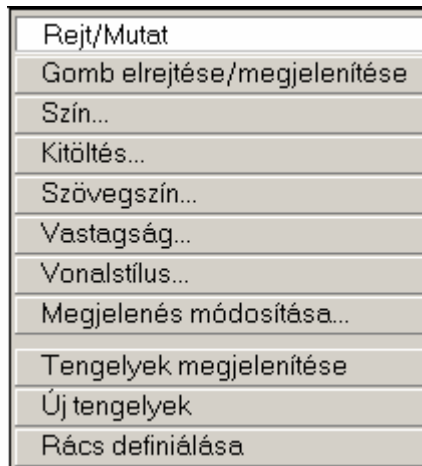 Rejt/Mutat
Gomb elrejtése/megjelenítése
Szín...
Kitöltés...
Szövegszín...
Vastagság...
Vonalstílus...
Megjelenés módosítása...
Tengelyek megjelenítése
Új tengelyek
Rács definiálása